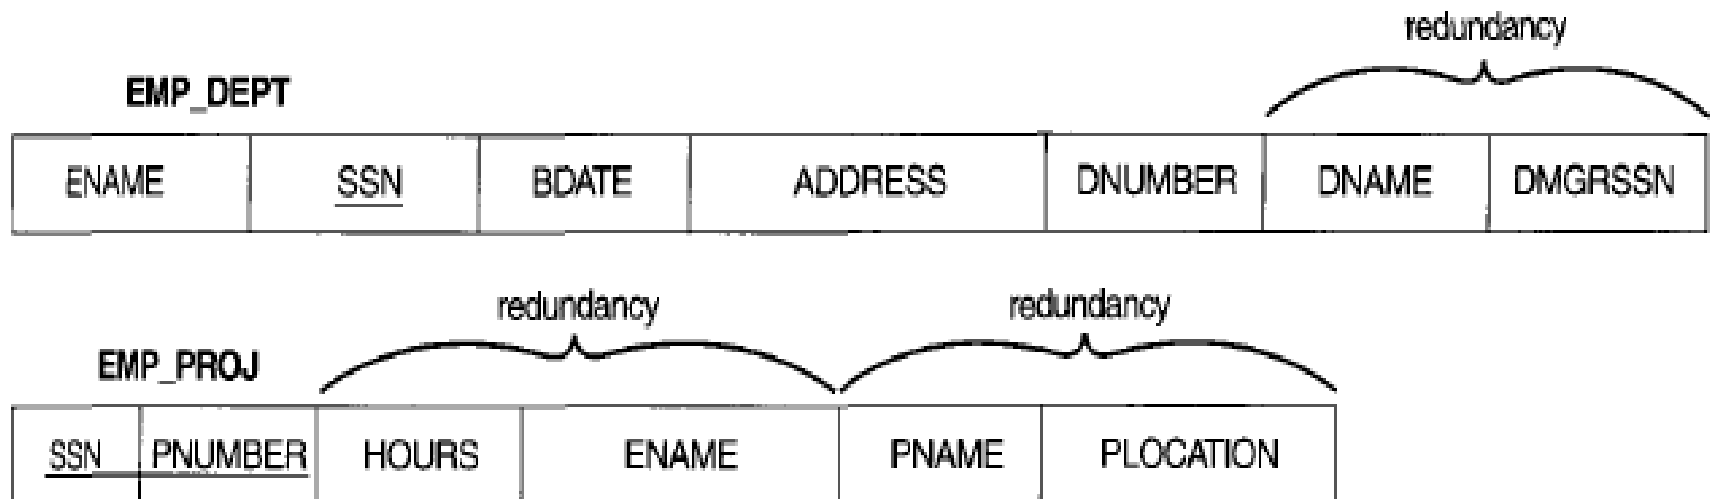 redundancy
EMP_DEPT
ENAME SSN BDATE ADDRESS DNUMBER DNAME DMGRSSN
redundancy redundancy
EMP_PROJ
SSN PNUMBER HOURS ENAME PNAME PLOCATION